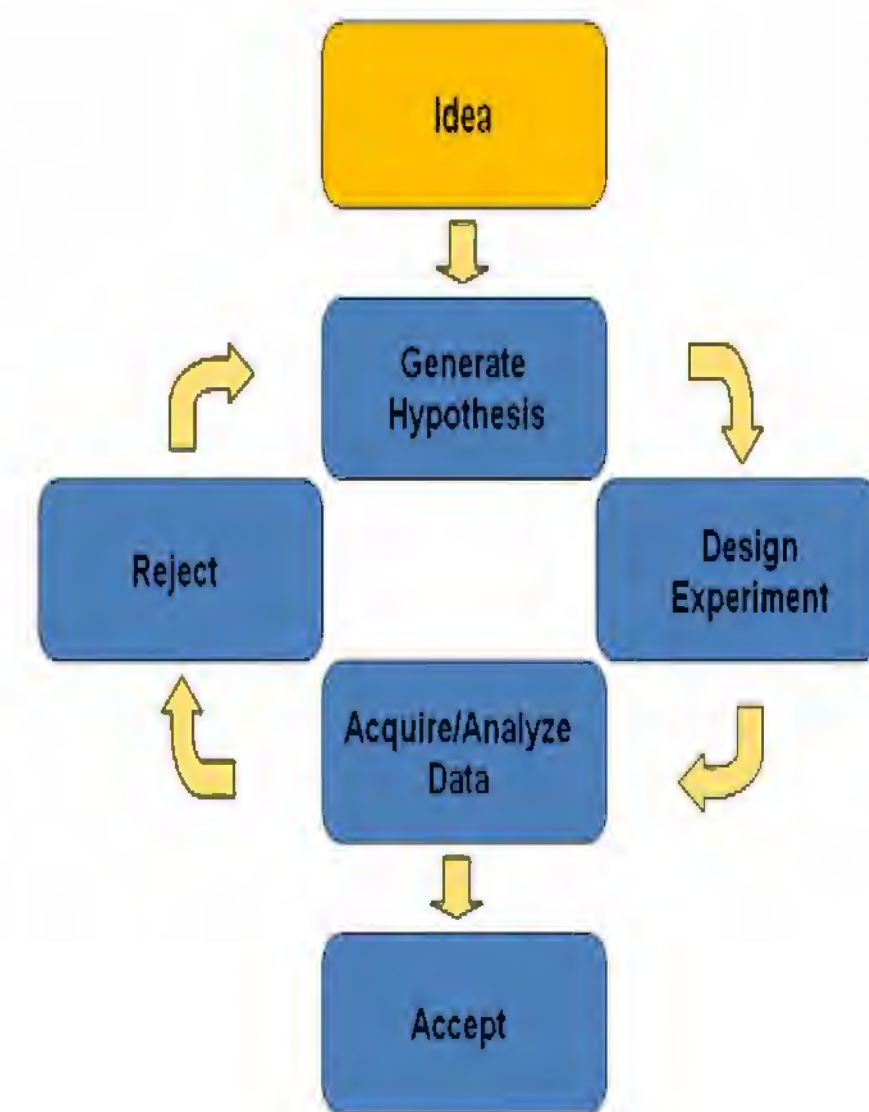 Idea
Generate
Hypothesis
Reject
Design
Experiment
Acquire/Analyze
Data
Accept